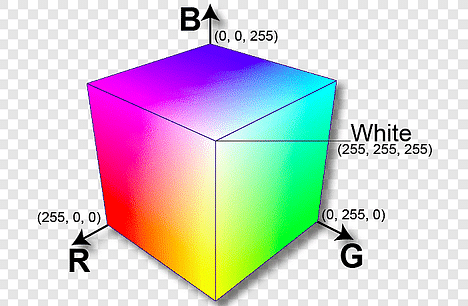 B
(0, 0, 255)
White
(255, 255, 255)
(255, 0, 0)
(0, 255, 0)
R
G